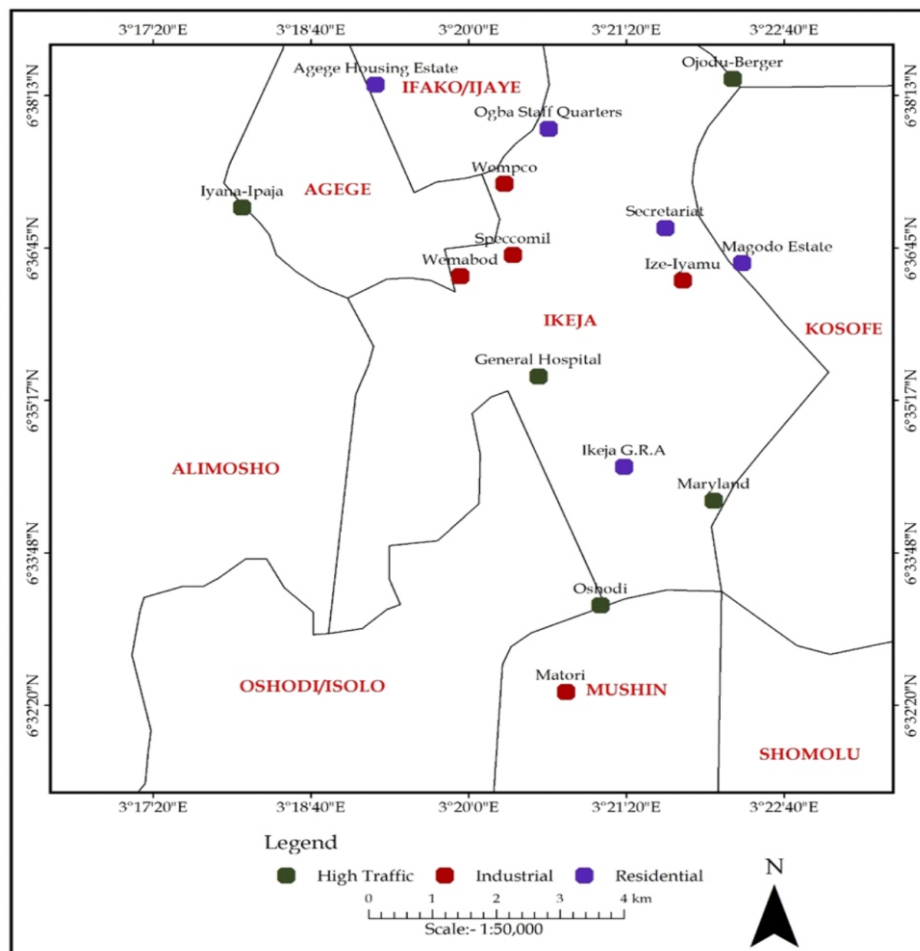 3°17'20"E
3°18'40"E
3°20'0"E
3°21'20"E
3°22'40"E
Ojodu-Berger
Agege Housing Estate
6°38'13"N
6°38'13"N
IFAKO/IJAYE
Ogba Staff Quarters
Wempco
Iyana-Ipaja
AGEGE
Secretariat
Speccomil
6°36'45"N
6°36'45"N
Magodo Estate
Wemabod
Ize-Iyamu
IKEJA
KOSOFE
General Hospital
6°35'17"N
6°35'17"N
Ikeja G.R.A
ALIMOSHO
Maryland
6°33'48"N
6°33'48"N
Oshodi
Matori
OSHODI/ISOLO
MUSHIN
6°32'20"N
6°32'20"N
SHOMOLU
3°17'20"E
3°18'40"E
3°20'0"E
3°21'20"E
3°22'40"E
Legend
High Traffic
Industrial
Residential
N
0 1 2 3 4 km
Scale:- 1:50,000